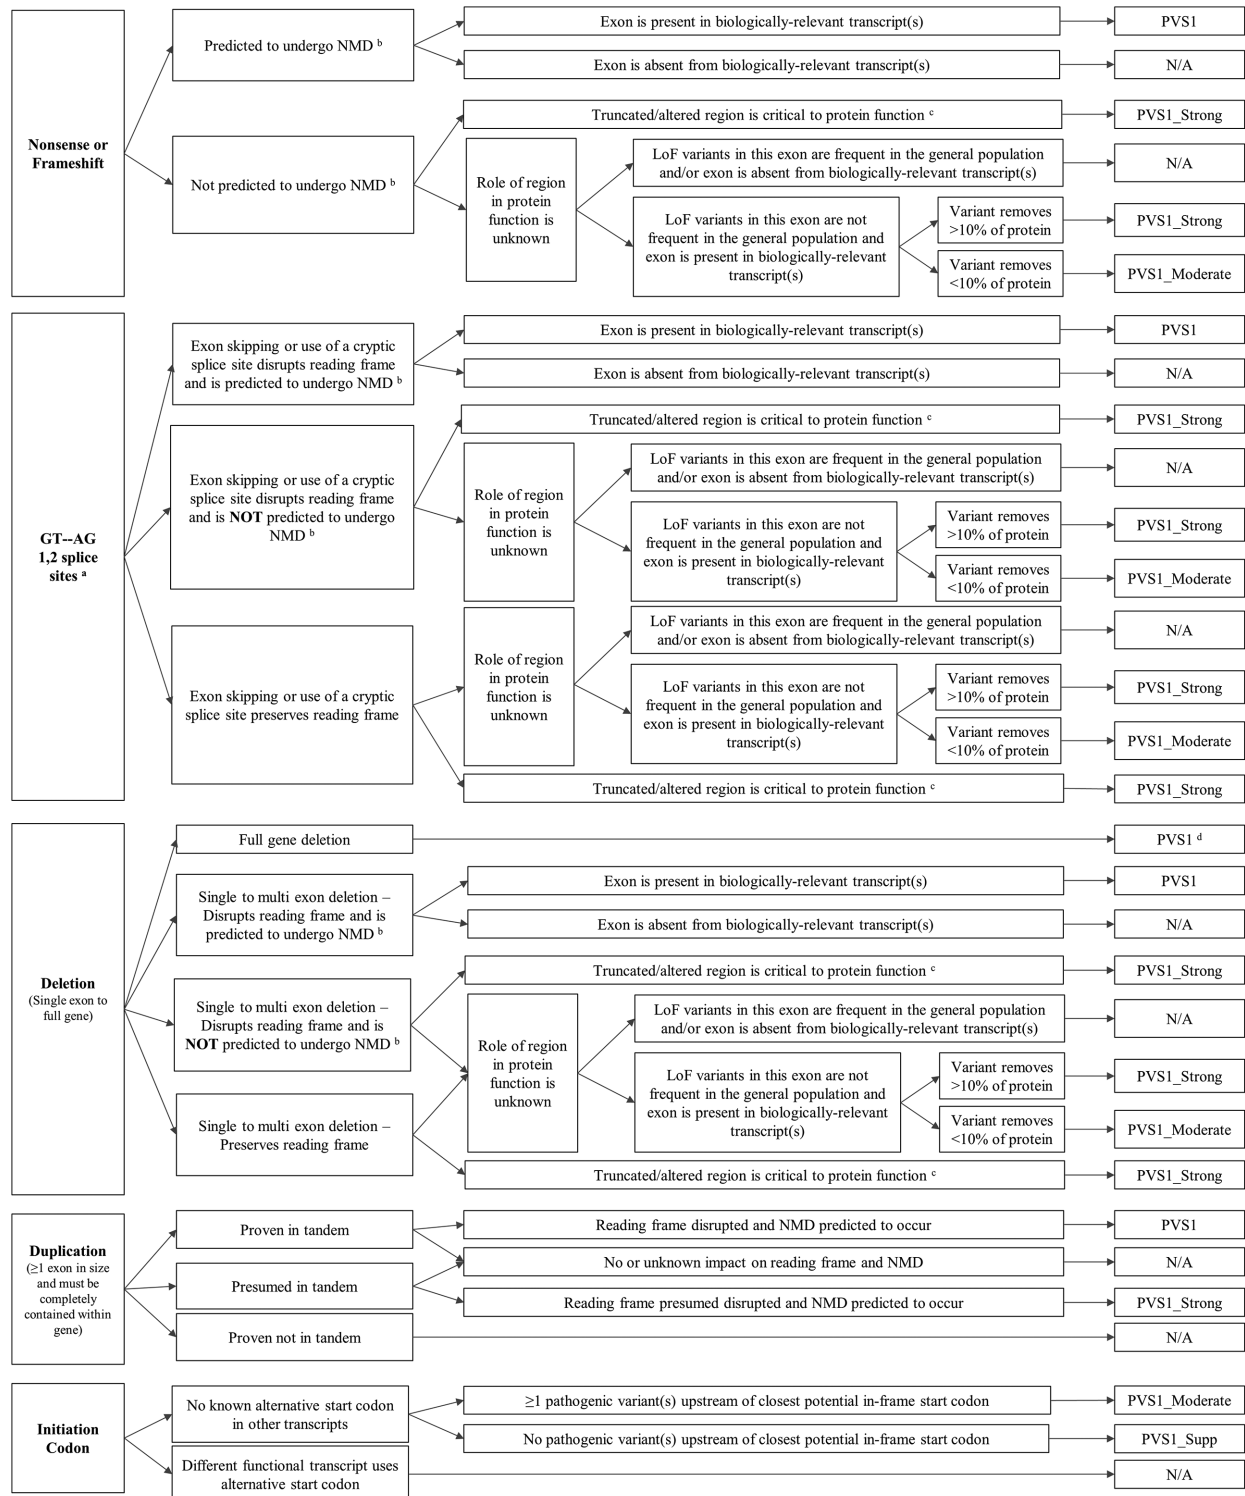 Nonsense or
Frameshift
Predicted to undergo NMD b
Exon is present in biologically-relevant transcript(s)
PVS1
Exon is absent from biologically-relevant transcript(s)
N/A
Not predicted to undergo NMD b
Truncated/altered region is critical to protein function c
PVS1_Strong
Role of region
in protein
function is
unknown
LoF variants in this exon are frequent in the general population
and/or exon is absent from biologically-relevant transcript(s)
N/A
LoF variants in this exon are not
frequent in the general population and
exon is present in biologically-relevant
transcript(s)
Variant removes
>10% of protein
PVS1_Strong
Variant removes
<10% of protein
PVS1_Moderate
GT--AG
1,2 splice
sites a
Exon skipping or use of a cryptic
splice site disrupts reading frame
and is predicted to undergo NMD b
Exon is present in biologically-relevant transcript(s)
PVS1
Exon is absent from biologically-relevant transcript(s)
N/A
Exon skipping or use of a cryptic
splice site disrupts reading frame
and is NOT predicted to undergo
NMD b
Truncated/altered region is critical to protein function c
PVS1_Strong
Role of region
in protein
function is
unknown
LoF variants in this exon are frequent in the general population
and/or exon is absent from biologically-relevant transcript(s)
N/A
LoF variants in this exon are not
frequent in the general population and
exon is present in biologically-relevant
transcript(s)
Variant removes
>10% of protein
PVS1_Strong
Variant removes
<10% of protein
PVS1_Moderate
Exon skipping or use of a cryptic
splice site preserves reading frame
Role of region
in protein
function is
unknown
LoF variants in this exon are frequent in the general population
and/or exon is absent from biologically-relevant transcript(s)
N/A
LoF variants in this exon are not
frequent in the general population and
exon is present in biologically-relevant
transcript(s)
Variant removes
>10% of protein
PVS1_Strong
Variant removes
<10% of protein
PVS1_Moderate
Truncated/altered region is critical to protein function c
PVS1_Strong
Deletion
(Single exon to
full gene)
Full gene deletion
PVS1 d
Single to multi exon deletion –
Disrupts reading frame and is
predicted to undergo NMD b
Exon is present in biologically-relevant transcript(s)
PVS1
Exon is absent from biologically-relevant transcript(s)
N/A
Single to multi exon deletion –
Disrupts reading frame and is
NOT predicted to undergo NMD b
Truncated/altered region is critical to protein function c
PVS1_Strong
Role of region
in protein
function is
unknown
LoF variants in this exon are frequent in the general population
and/or exon is absent from biologically-relevant transcript(s)
N/A
LoF variants in this exon are not
frequent in the general population and
exon is present in biologically-relevant
transcript(s)
Variant removes
>10% of protein
PVS1_Strong
Variant removes
<10% of protein
PVS1_Moderate
Single to multi exon deletion –
Preserves reading frame
Truncated/altered region is critical to protein function c
PVS1_Strong
Duplication
(≥1 exon in size
and must be
completely
contained within
gene)
Proven in tandem
Reading frame disrupted and NMD predicted to occur
PVS1
No or unknown impact on reading frame and NMD
N/A
Presumed in tandem
Reading frame presumed disrupted and NMD predicted to occur
PVS1_Strong
Proven not in tandem
N/A
Initiation
Codon
No known alternative start codon
in other transcripts
≥1 pathogenic variant(s) upstream of closest potential in-frame start codon
PVS1_Moderate
No pathogenic variant(s) upstream of closest potential in-frame start codon
PVS1_Supp
Different functional transcript uses
alternative start codon
N/A